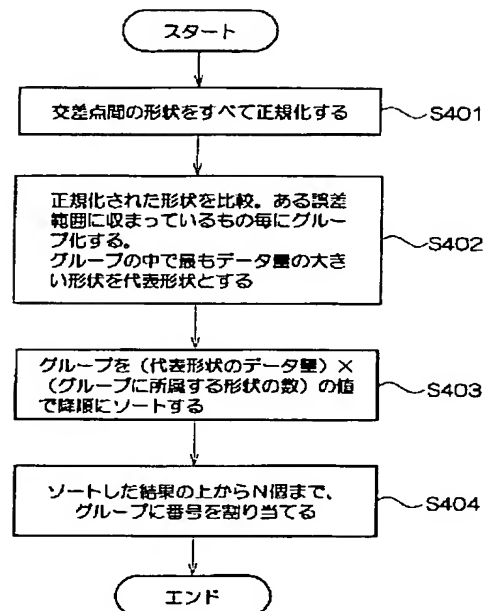 スタート
交差点間の形状をすべて正規化する
S401
正規化された形状を比較。ある誤差
範囲に収まっているもの毎にグルー
プ化する。
グループの中で最もデータ量の大き
い形状を代表形状とする
S402
グループを(代表形状のデータ量)×
(グループに所属する形状の数)の値
で降順にソートする
S403
ソートした結果の上からN個まで、
グループに番号を割り当てる
S404
エンド